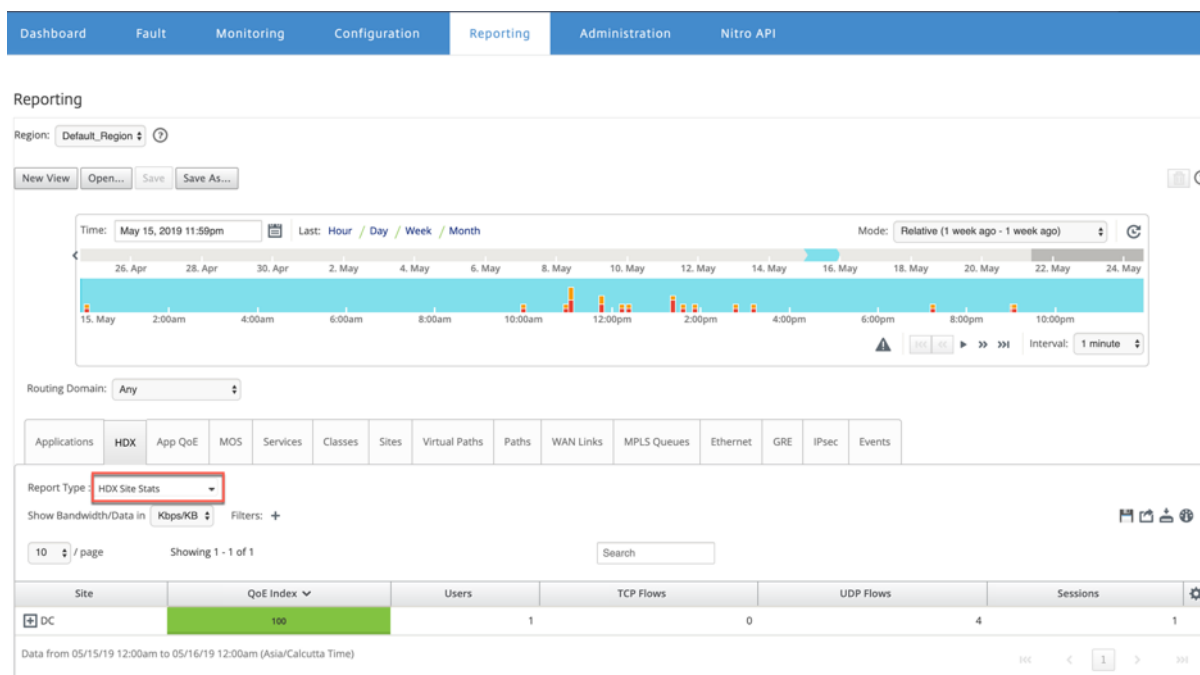 Dashboard Fault Monitoring Configuration Reporting Administration Nitro API
Reporting
Region: Default_Region ?
New View Open... Save Save As...
Time: May 15, 2019 11:59pm Last: Hour / Day / Week / Month Mode: Relative (1 week ago - 1 week ago)
26. Apr 28. Apr 30. Apr 2. May 4. May 6. May 8. May 10. May 12. May 14. May 16. May 18. May 20. May 22. May 24. May
15. May 2:00am 4:00am 6:00am 8:00am 10:00am 12:00pm 2:00pm 4:00pm 6:00pm 8:00pm 10:00pm
Interval: 1 minute
Routing Domain: Any
Applications HDX App QoE MOS Services Classes Sites Virtual Paths Paths WAN Links MPLS Queues Ethernet GRE IPsec Events
Report Type : HDX Site Stats
Show Bandwidth/Data in Kbps/KB Filters: +
10 / page Showing 1 - 1 of 1 Search
Site QoE Index Users TCP Flows UDP Flows Sessions
DC 100 1 0 4 1
Data from 05/15/19 12:00am to 05/16/19 12:00am (Asia/Calcutta Time) 1